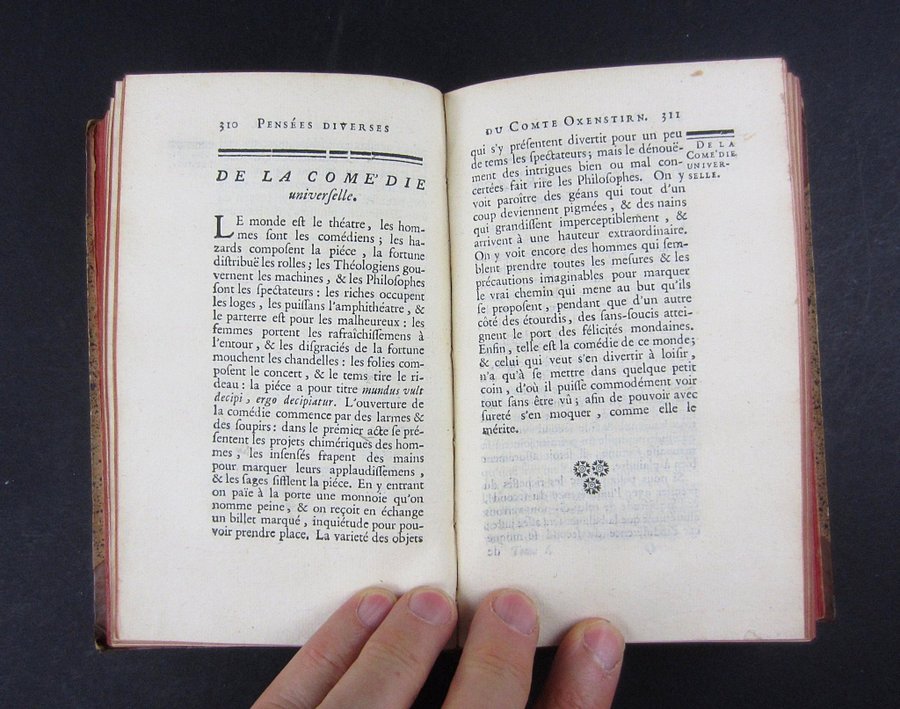 310 PENSÉES DIVERSES
DE LA COME'DIE
universelle.
LE monde est le théatre, les hom-
mes sont les comédiens; les ha-
zards composent la piéce, la fortune
distribuë les rolles; les Théologiens gou-
vernent les machines, & les Philosophes
sont les spectateurs: les riches occupent
les loges, les puissans l'amphithéatre, &
le parterre est pour les malheureux: les
femmes portent les rafraîchissemens à
l'entour, & les disgraciés de la fortune
mouchent les chandelles: les folies com-
posent le concert, & le tems tire le ri-
deau: la piéce a pour titre mundus vult
decipi, ergo decipiatur. L'ouverture de
la comédie commence par des larmes &
des soupirs: dans le premier acte se pré-
sentent les projets chimériques des hom-
mes; les insensés frapent des mains
pour marquer leurs applaudissemens,
& les sages sifflent la piéce. En y entrant
on païe à la porte une monnoie qu'on
nomme peine, & on reçoit en échange
un billet marqué, inquiétude pour pou-
voir prendre place. La varieté des objets
DU COMTE OXENSTIRN. 311
qui s'y présentent divertit pour un peu
de tems les spectateurs; mais le dénouë-
ment des intrigues bien ou mal con-
certées fait rire les Philosophes. On y
voit paroître des géans qui tout d'un
coup deviennent pigmées, & des nains
qui grandissent imperceptiblement, &
arrivent à une hauteur extraordinaire.
On y voit encore des hommes qui sem-
blent prendre toutes les mesures & les
précautions imaginables pour marquer
le vrai chemin qui mene au but qu'ils
se proposent, pendant que d'un autre
côté des étourdis, des sans-soucis attei-
gnent le port des félicités mondaines.
Enfin, telle est la comédie de ce monde;
& celui qui veut s'en divertir à loisir,
n'a qu'à se mettre dans quelque petit
coin, d'où il puisse commodément voir
tout sans être vû; afin de pouvoir avec
sureté s'en moquer, comme elle le
mérite.
DE LA
COME'DIE
UNIVER-
SELLE.